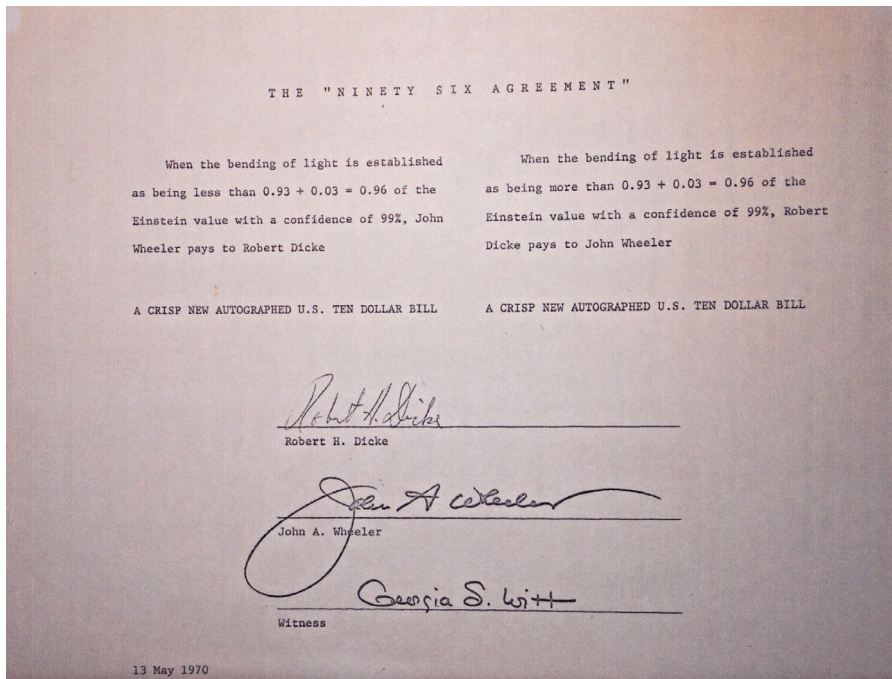 THE "NINETY SIX AGREEMENT"
When the bending of light is established
as being less than 0.93 + 0.03 = 0.96 of the
Einstein value with a confidence of 99%, John
Wheeler pays to Robert Dicke
A CRISP NEW AUTOGRAPHED U.S. TEN DOLLAR BILL
When the bending of light is established
as being more than 0.93 + 0.03 = 0.96 of the
Einstein value with a confidence of 99%, Robert
Dicke pays to John Wheeler
A CRISP NEW AUTOGRAPHED U.S. TEN DOLLAR BILL
Robert H. Dicke
Robert H. Dicke
John A Wheeler
John A. Wheeler
Georgia S. Witt
Witness
13 May 1970